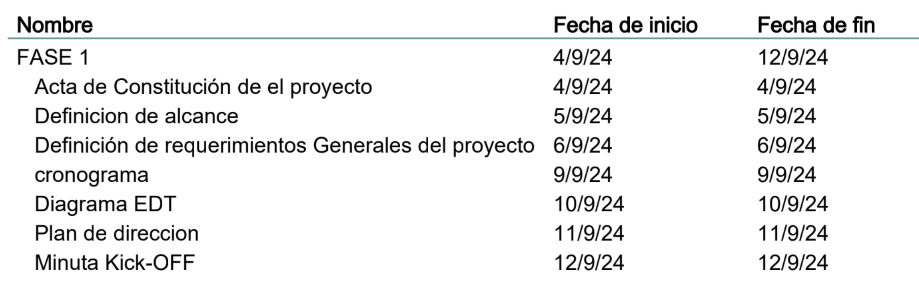 Nombre Fecha de inicio Fecha de fin
FASE 1 4/9/24 12/9/24
Acta de Constitución de el proyecto 4/9/24 4/9/24
Definicion de alcance 5/9/24 5/9/24
Definición de requerimientos Generales del proyecto 6/9/24 6/9/24
cronograma 9/9/24 9/9/24
Diagrama EDT 10/9/24 10/9/24
Plan de direccion 11/9/24 11/9/24
Minuta Kick-OFF 12/9/24 12/9/24